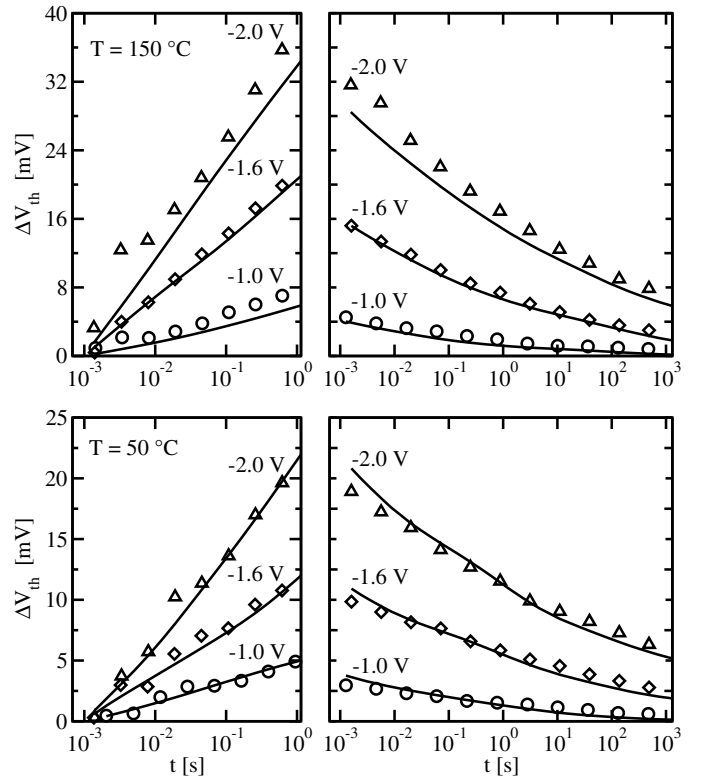 40
32
24
16
8
0
ΔV_th [mV]
T = 150 °C
-2.0 V
-1.6 V
-1.0 V
10^-3 10^-2 10^-1 10^0
-2.0 V
-1.6 V
-1.0 V
10^-3 10^-2 10^-1 10^0 10^1 10^2 10^3
25
20
15
10
5
0
ΔV_th [mV]
T = 50 °C
-2.0 V
-1.6 V
-1.0 V
10^-3 10^-2 10^-1 10^0
t [s]
-2.0 V
-1.6 V
-1.0 V
10^-3 10^-2 10^-1 10^0 10^1 10^2 10^3
t [s]